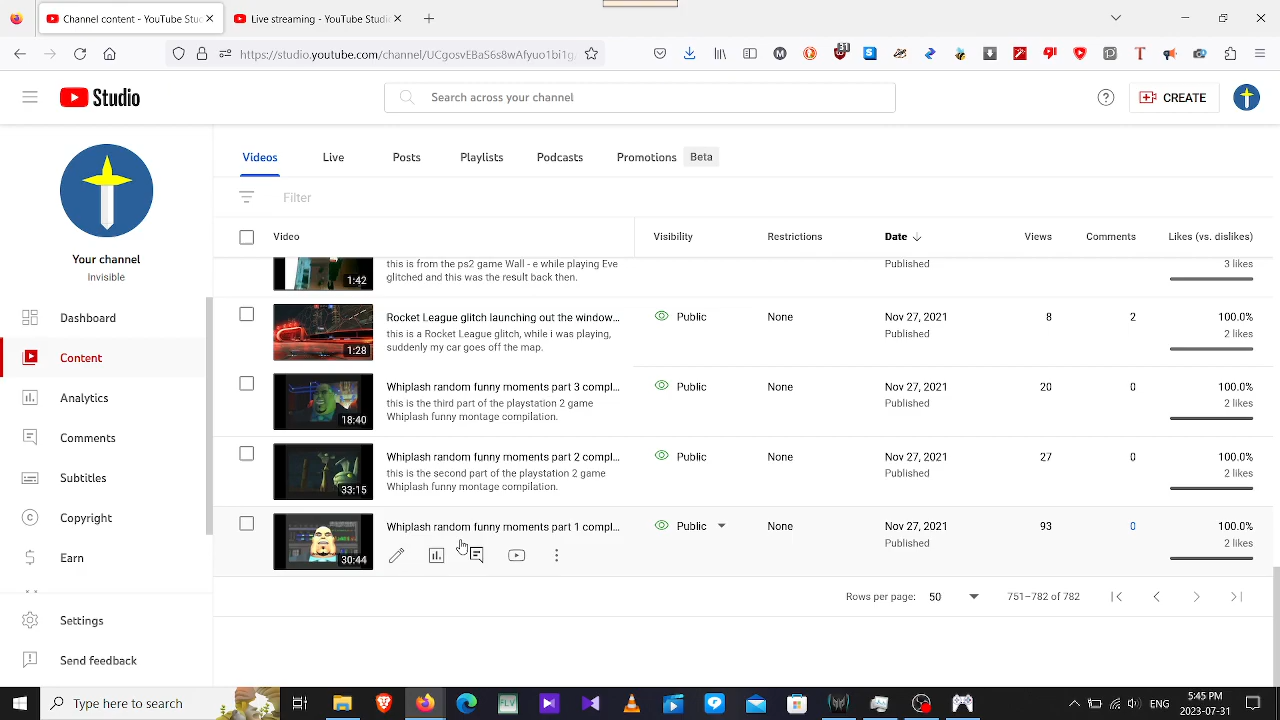 Channel content - YouTube Stu
Live streaming - YouTube Studio
https://studio.youtube.com/channel/
Studio
Search across your channel
CREATE
Your channel
Invisible
Dashboard
Content
Analytics
Comments
Subtitles
Copyright
Earn
Settings
Send feedback
Videos Live Posts Playlists Podcasts Promotions Beta
Filter
Video Visibility Restrictions Date Views Comments Likes (vs. dislikes)
this is from the ps2 game Wall - e while playing Eve Published 3 likes
glitched and this was the result back then.
1:42
Rocket League glitch launching out the window... Public None Nov 27, 2021 8 2 100.0%
this is a Rocket League glitch, while i was playing, Published 2 likes
suddenly my car goes off the map.
1:28
Whiplash random funny moments part 3 compl... Public None Nov 27, 2021 20 0 100.0%
this is the third part of the playstation 2 game Published 2 likes
Whiplash funny montage compilation.
18:40
Whiplash random funny moments part 2 compl... Public None Nov 27, 2021 27 0 100.0%
this is the second part of the playstation 2 game Published 2 likes
Whiplash funny montage compilation.
33:15
Whiplash random funny moments part 1 compl... Public None Nov 27, 2021 93 0 100.0%
Published 2 likes
30:44
Rows per page: 50 751–782 of 782
Type here to search
ENG
5:45 PM
2023-07-31